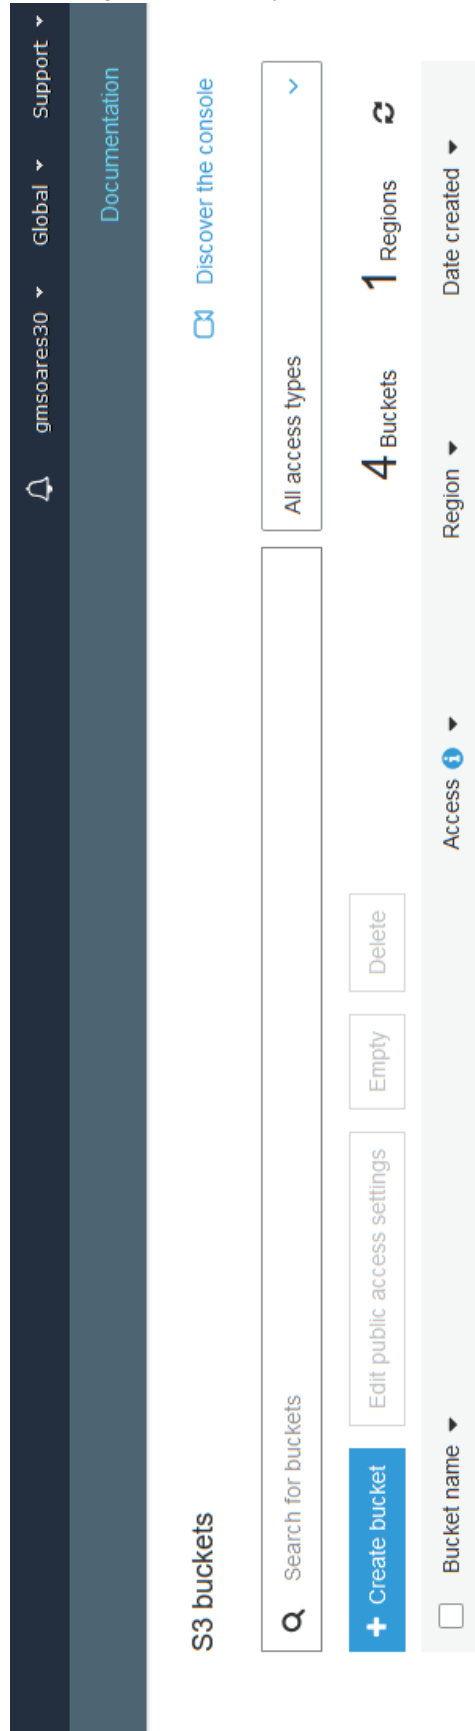 gmsoares30 Global Support
Documentation
S3 buckets Discover the console
Search for buckets All access types
+ Create bucket Edit public access settings Empty Delete 4 Buckets 1 Regions
Bucket name Access Region Date created